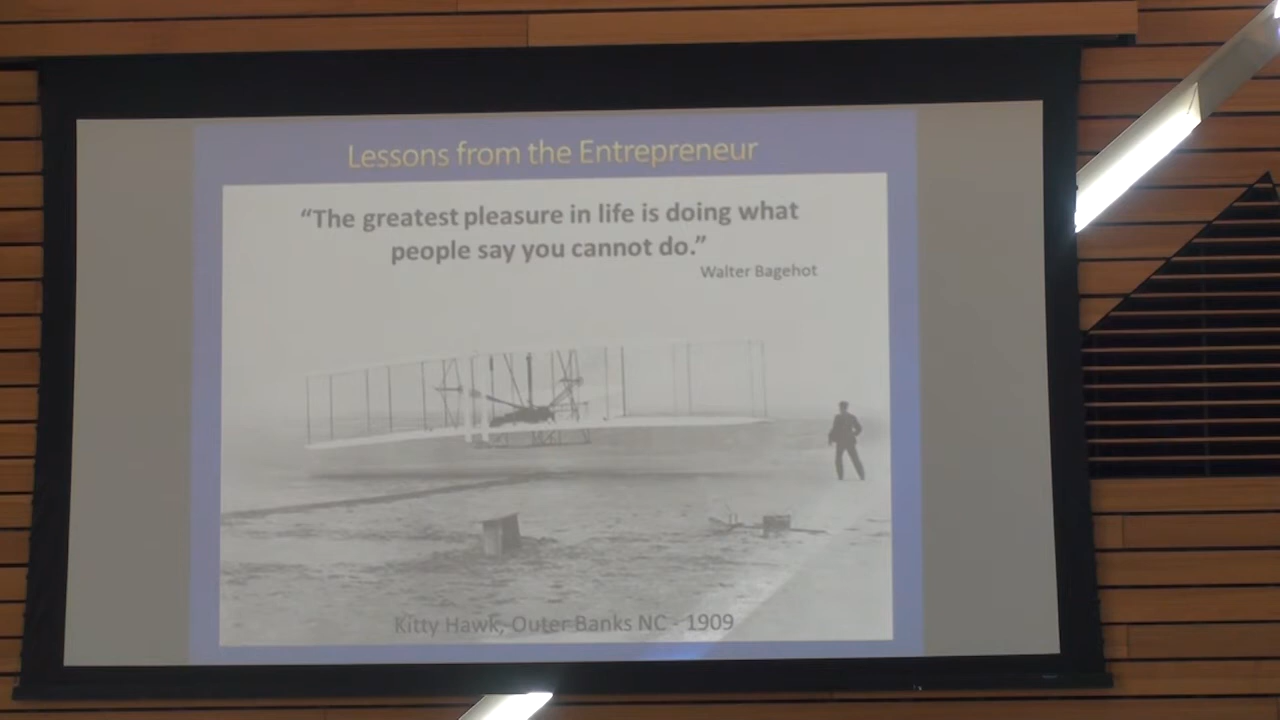 Lessons from the Entrepreneur
“The greatest pleasure in life is doing what
people say you cannot do.”
Walter Bagehot
Kitty Hawk, Outer Banks NC - 1909